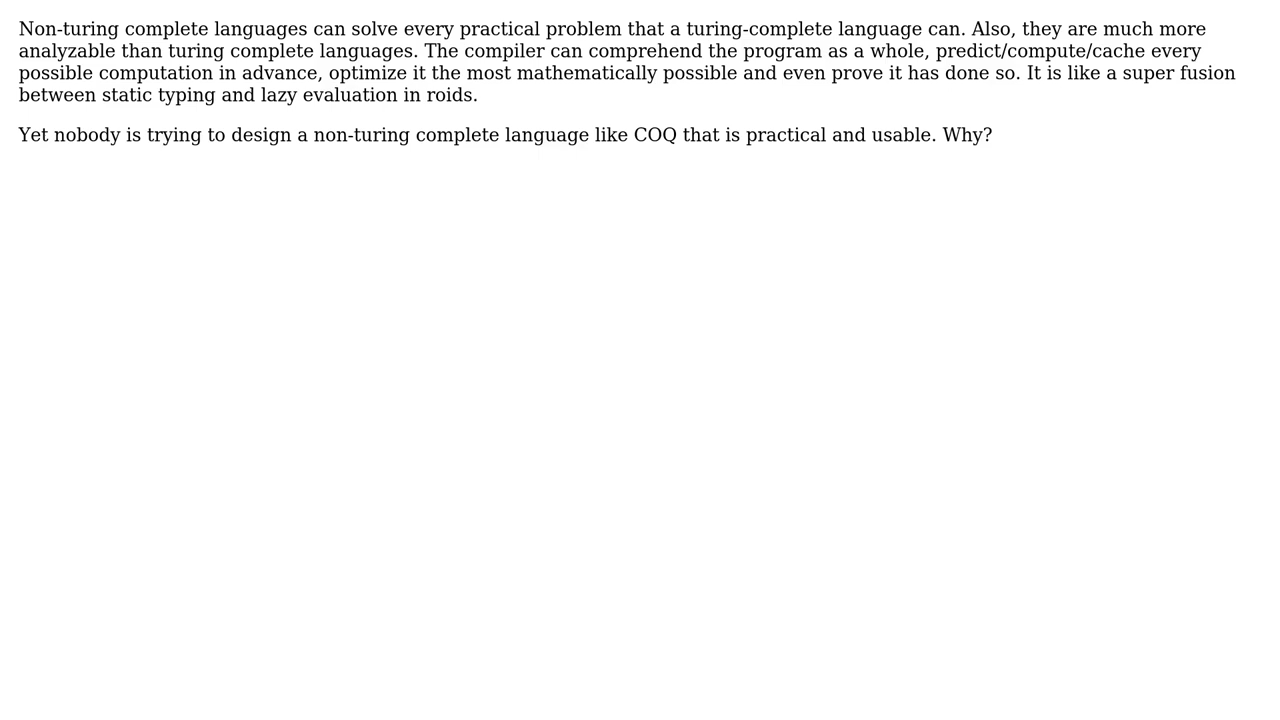 Non-turing complete languages can solve every practical problem that a turing-complete language can. Also, they are much more
analyzable than turing complete languages. The compiler can comprehend the program as a whole, predict/compute/cache every
possible computation in advance, optimize it the most mathematically possible and even prove it has done so. It is like a super fusion
between static typing and lazy evaluation in roids.
Yet nobody is trying to design a non-turing complete language like COQ that is practical and usable. Why?